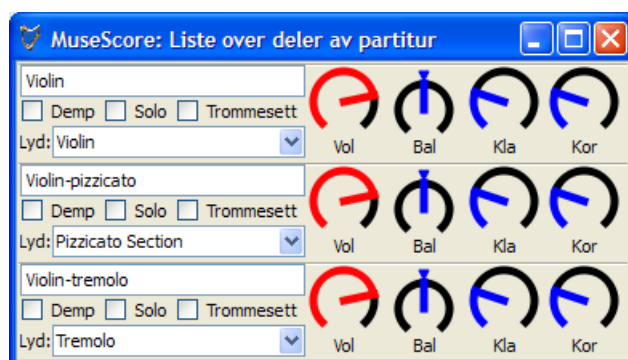 MuseScore: Liste over deler av partitur
Violin
Demp Solo Trommesett
Lyd: Violin
Vol Bal Kla Kor
Violin-pizzicato
Demp Solo Trommesett
Lyd: Pizzicato Section
Vol Bal Kla Kor
Violin-tremolo
Demp Solo Trommesett
Lyd: Tremolo
Vol Bal Kla Kor